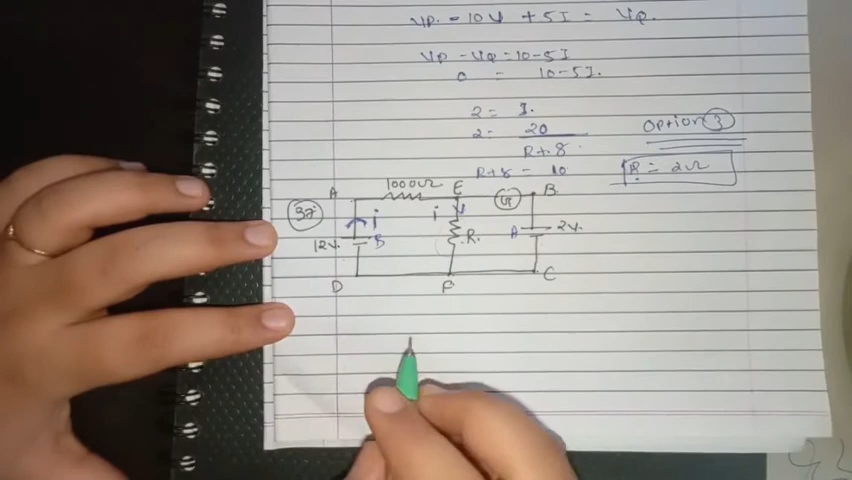 VP - 10V + 5I = VQ.
VP - VQ = 10-5I
0 = 10-5I.
2 = I.
2 = 20
R+8.
Option 3
R+8 = 10
R = 2Ω
37
A 1000Ω E G B
i i
12V. B R. A 2V.
D F C